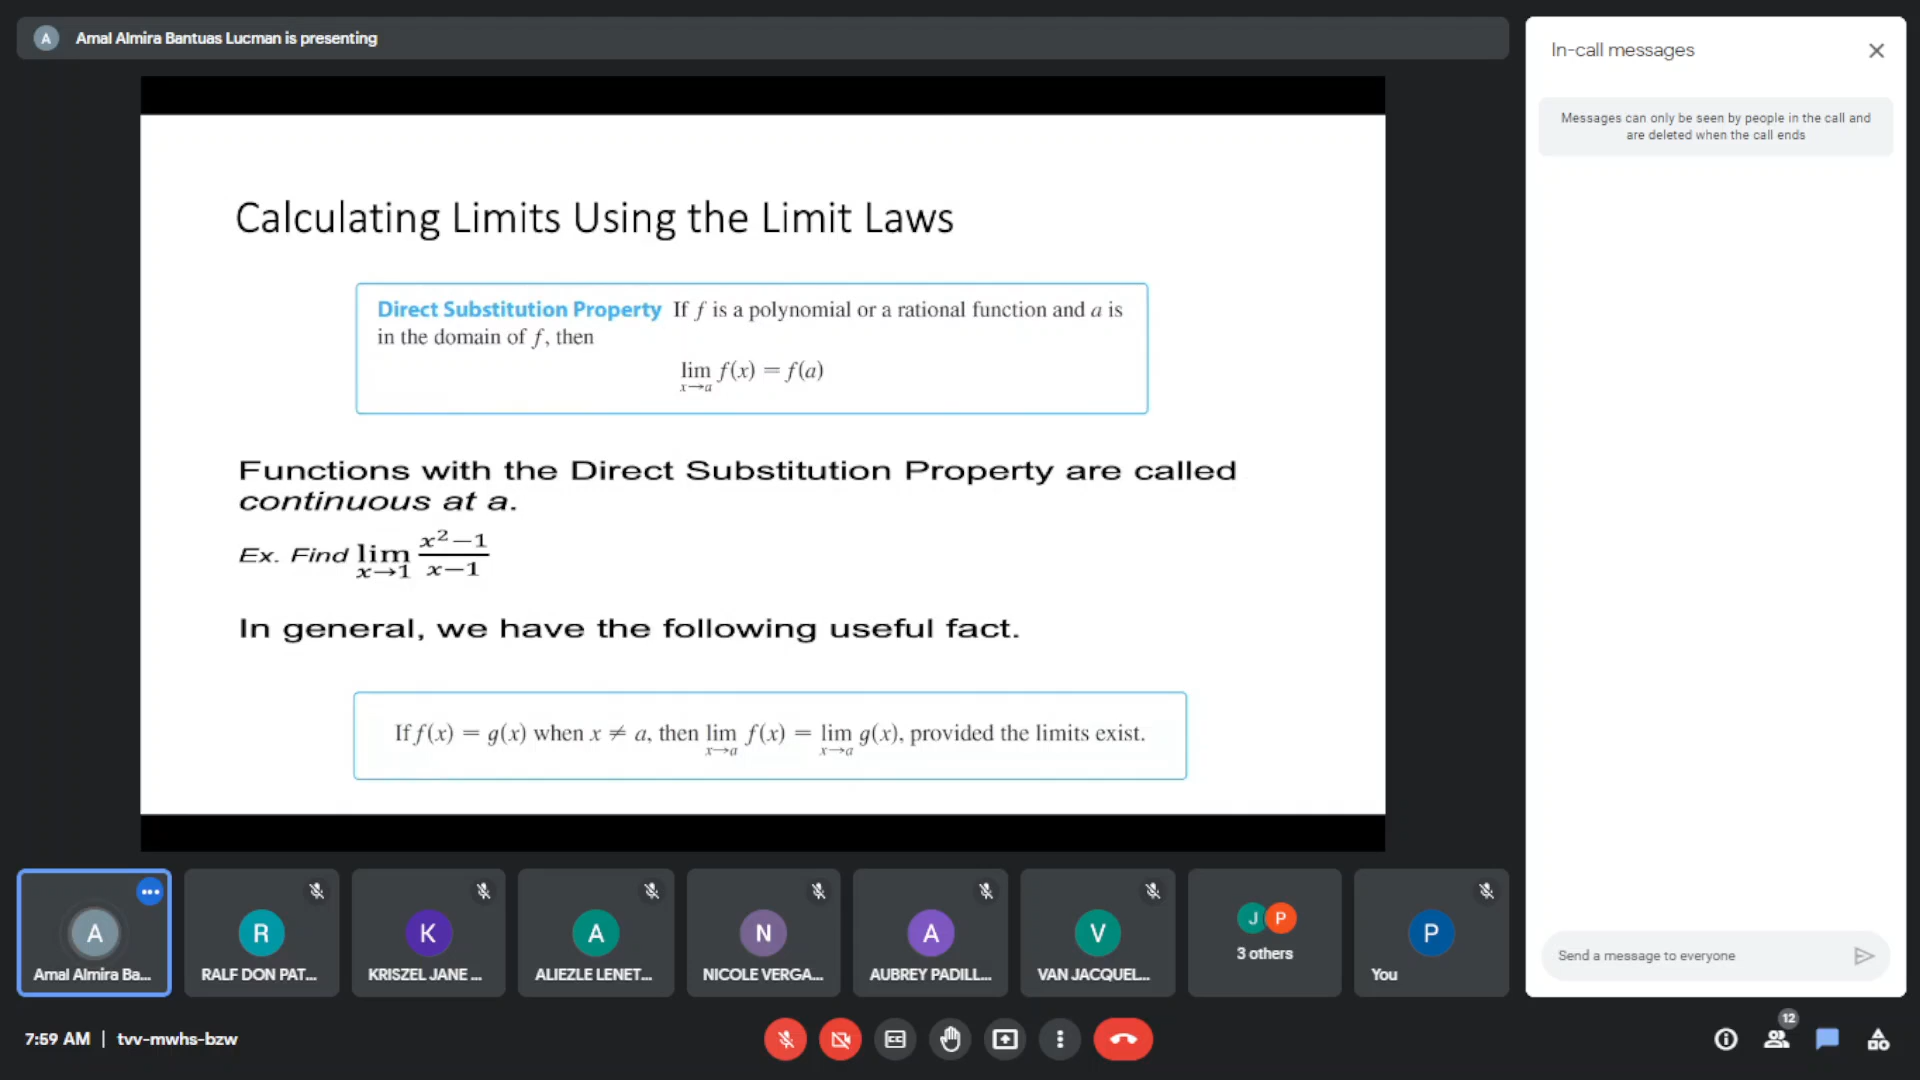 A Amal Almira Bantuas Lucman is presenting
Calculating Limits Using the Limit Laws
Direct Substitution Property If f is a polynomial or a rational function and a is
in the domain of f, then
lim f(x) = f(a)
x→a
Functions with the Direct Substitution Property are called
continuous at a.
Ex. Find lim x→1 x²−1 / x−1
In general, we have the following useful fact.
If f(x) = g(x) when x ≠ a, then lim f(x) = lim g(x), provided the limits exist.
x→a x→a
In-call messages
Messages can only be seen by people in the call and
are deleted when the call ends
Send a message to everyone
A
Amal Almira Ba...
R
RALF DON PAT...
K
KRISZEL JANE ...
A
ALIEZLE LENET...
N
NICOLE VERGA...
A
AUBREY PADILL...
V
VAN JACQUEL...
J P
3 others
P
You
7:59 AM | tvv-mwhs-bzw
CC
12